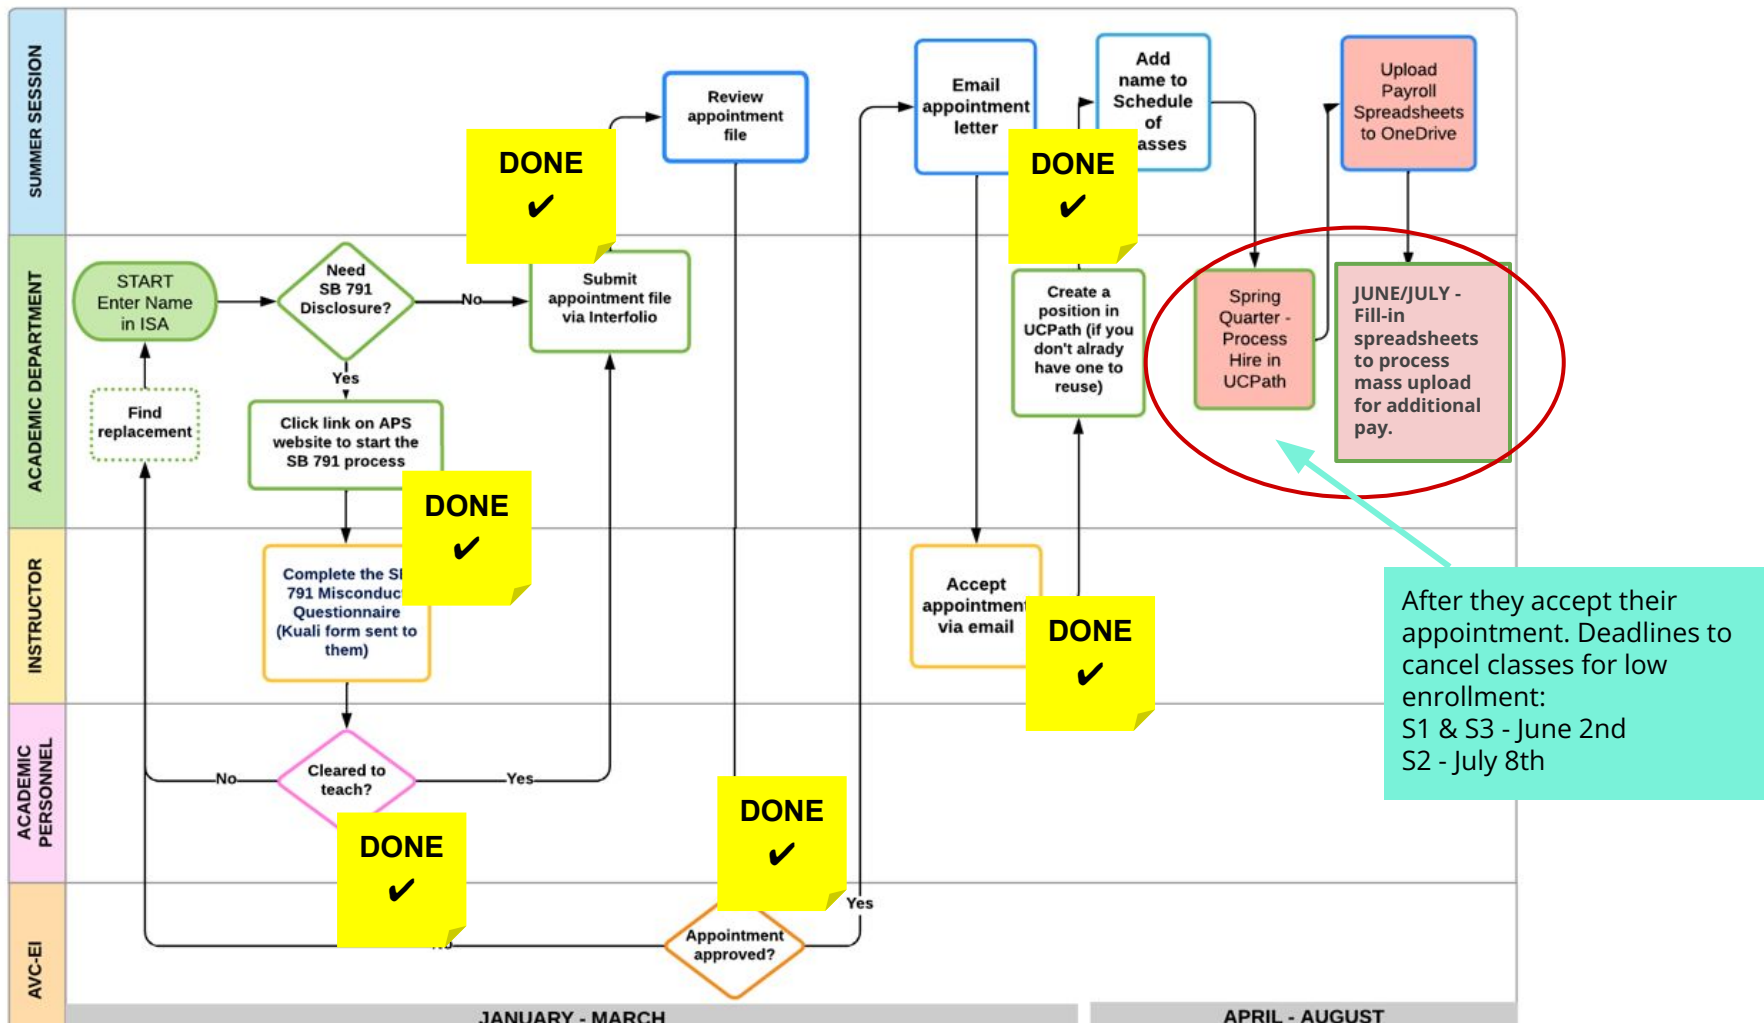 SUMMER SESSION
Review
appointment
file
Email
appointment
letter
Add
name to
Schedule
of
asses
Upload
Payroll
Spreadsheets
to OneDrive
DONE
✔
DONE
✔
ACADEMIC DEPARTMENT
START
Enter Name
in ISA
Need
SB 791
Disclosure?
No
Submit
appointment file
via Interfolio
Create a
position in
UCPath (if you
don't alrady
have one to
reuse)
Spring
Quarter -
Process
Hire in
UCPath
JUNE/JULY -
Fill-in
spreadsheets
to process
mass upload
for additional
pay.
Yes
Find
replacement
Click link on APS
website to start the
SB 791 process
DONE
✔
INSTRUCTOR
Complete the S
791 Misconduc
Questionnaire
(Kuali form sent to
them)
Accept
appointment
via email
DONE
✔
After they accept their
appointment. Deadlines to
cancel classes for low
enrollment:
S1 & S3 - June 2nd
S2 - July 8th
ACADEMIC
PERSONNEL
No
Cleared to
teach?
Yes
DONE
✔
DONE
✔
AVC-EI
Appointment
approved?
Yes
JANUARY - MARCH
APRIL - AUGUST